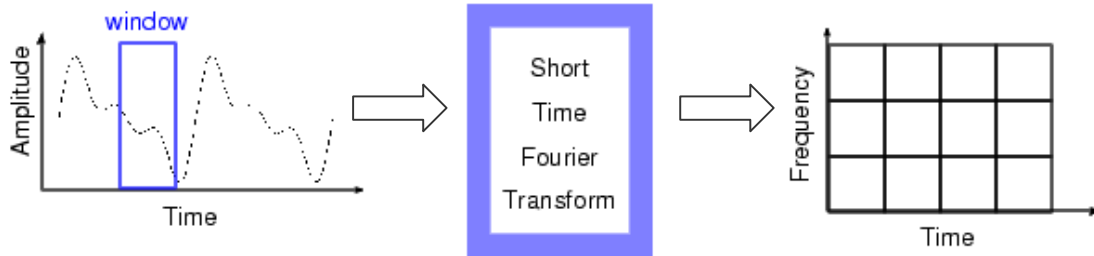 window
Amplitude
Time
Short
Time
Fourier
Transform
Frequency
Time